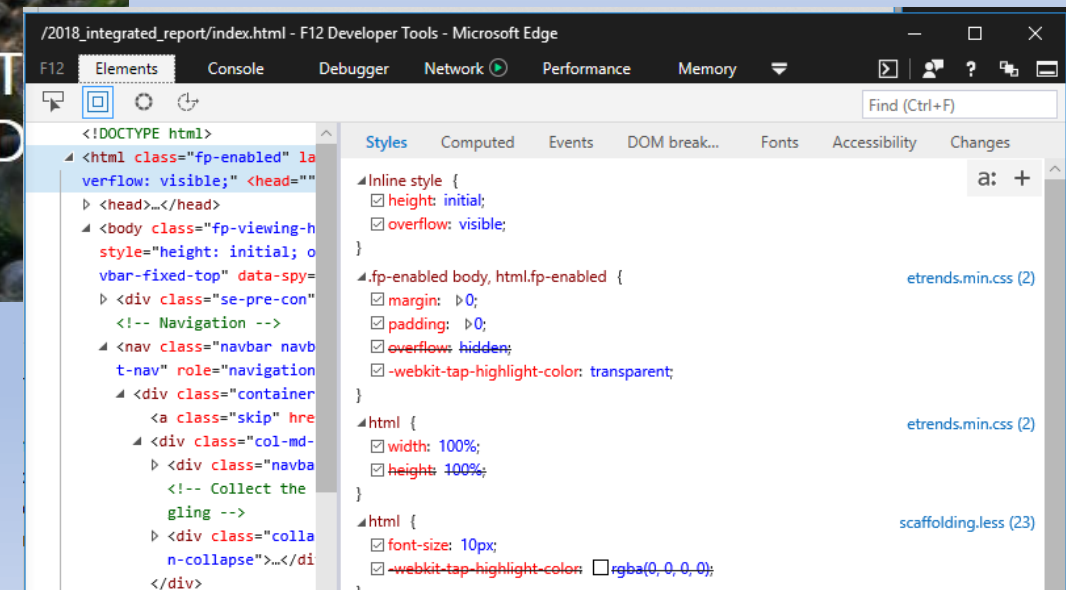 /2018_integrated_report/index.html - F12 Developer Tools - Microsoft Edge
F12 Elements Console Debugger Network Performance Memory ?
Find (Ctrl+F)
Styles Computed Events DOM break... Fonts Accessibility Changes
a: +
<!DOCTYPE html>
<html class="fp-enabled" la
verflow: visible;" <head=""
<head>…</head>
<body class="fp-viewing-h
style="height: initial; o
vbar-fixed-top" data-spy=
<div class="se-pre-con"
<!-- Navigation -->
<nav class="navbar navb
t-nav" role="navigation
<div class="container
<a class="skip" hre
<div class="col-md-
<div class="navba
<!-- Collect the
gling -->
<div class="colla
n-collapse">…</di
</div>
Inline style {
height: initial;
overflow: visible;
}
.fp-enabled body, html.fp-enabled { etrends.min.css (2)
margin: 0;
padding: 0;
overflow: hidden;
-webkit-tap-highlight-color: transparent;
}
html { etrends.min.css (2)
width: 100%;
height: 100%;
}
html { scaffolding.less (23)
font-size: 10px;
-webkit-tap-highlight-color: rgba(0, 0, 0, 0);